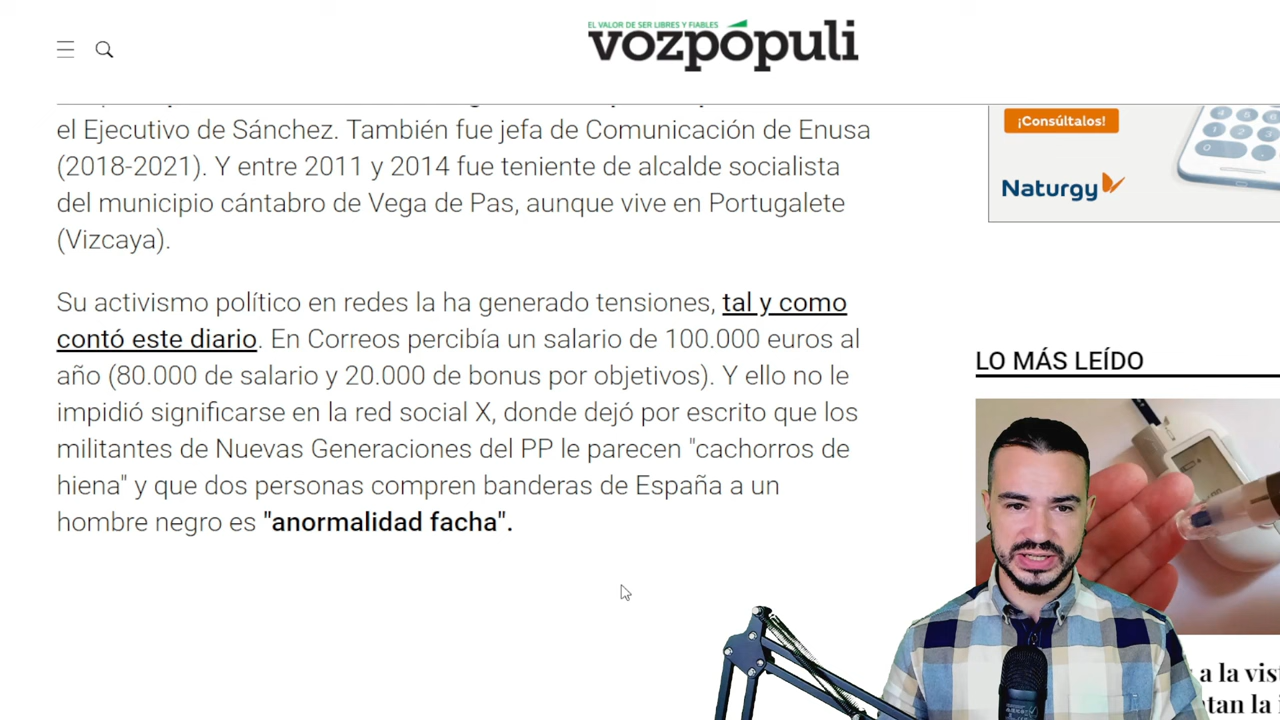 EL VALOR DE SER LIBRES Y FIABLES
vozpópuli
el Ejecutivo de Sánchez. También fue jefa de Comunicación de Enusa
(2018-2021). Y entre 2011 y 2014 fue teniente de alcalde socialista
del municipio cántabro de Vega de Pas, aunque vive en Portugalete
(Vizcaya).
Su activismo político en redes la ha generado tensiones, tal y como
contó este diario. En Correos percibía un salario de 100.000 euros al
año (80.000 de salario y 20.000 de bonus por objetivos). Y ello no le
impidió significarse en la red social X, donde dejó por escrito que los
militantes de Nuevas Generaciones del PP le parecen "cachorros de
hiena" y que dos personas compren banderas de España a un
hombre negro es "anormalidad facha".
¡Consúltalos!
Naturgy
LO MÁS LEÍDO
a la vist
tan la i